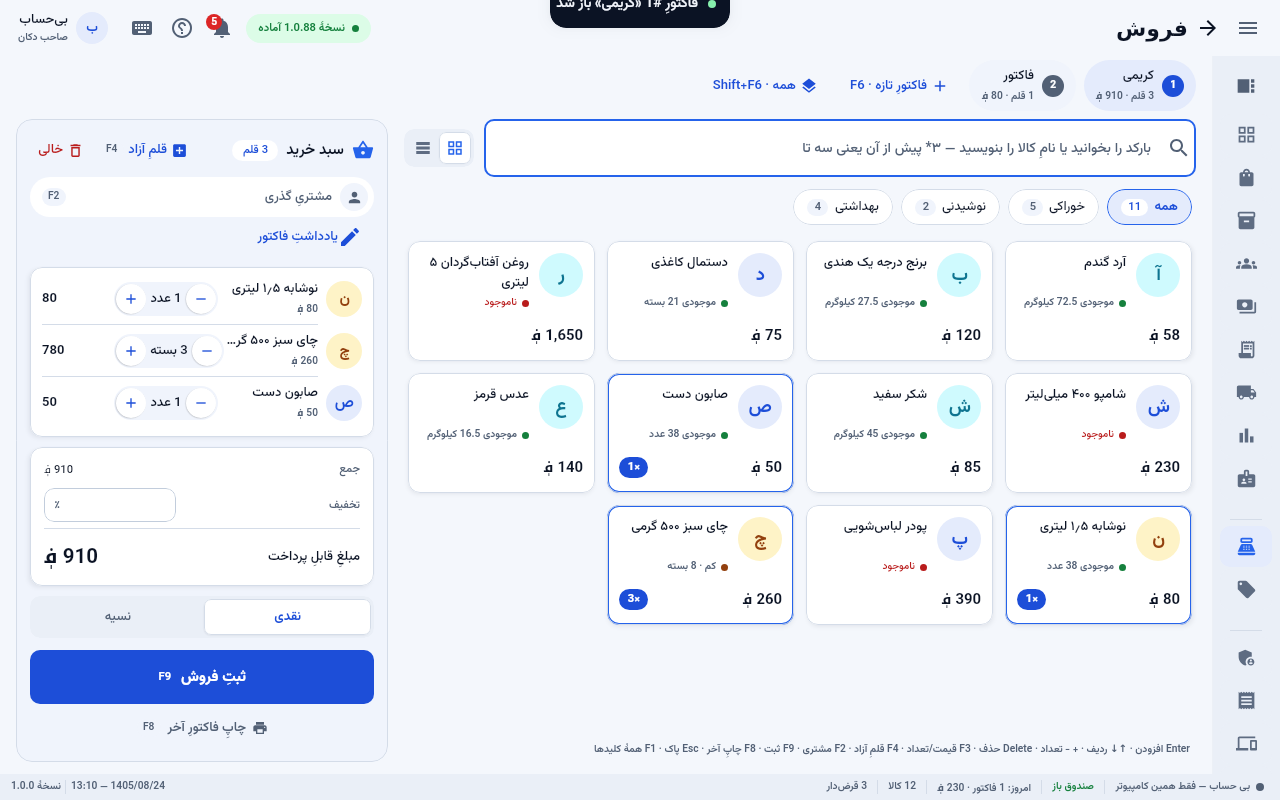 فروش
فاکتورِ #1 «کریمی» باز شد
نسخهٔ 1.0.88 آماده
5
ب
بی‌حساب
صاحب دکان
1
کریمی
3 قلم · 910 ؋
2
فاکتور
1 قلم · 80 ؋
فاکتورِ تازه · F6
همه · Shift+F6
بارکد را بخوانید یا نامِ کالا را بنویسید — ۳* پیش از آن یعنی سه تا
همه 11
خوراکی 5
نوشیدنی 2
بهداشتی 4
آ
آرد گندم
موجودی 72.5 کیلوگرم
58 ؋
ب
برنج درجه یک هندی
موجودی 27.5 کیلوگرم
120 ؋
د
دستمال کاغذی
موجودی 21 بسته
75 ؋
ر
روغن آفتاب‌گردان ۵
لیتری
ناموجود
1,650 ؋
ش
شامپو ۴۰۰ میلی‌لیتر
ناموجود
230 ؋
ش
شکر سفید
موجودی 45 کیلوگرم
85 ؋
ص
صابون دست
موجودی 38 عدد
50 ؋
1×
ع
عدس قرمز
موجودی 16.5 کیلوگرم
140 ؋
ن
نوشابه ۱٫۵ لیتری
موجودی 38 عدد
80 ؋
1×
پ
پودر لباس‌شویی
ناموجود
390 ؋
چ
چای سبز ۵۰۰ گرمی
کم · 8 بسته
260 ؋
3×
Enter افزودن · ↑↓ ردیف · + - تعداد · Delete حذف · F3 قیمت/تعداد · F4 قلمِ آزاد · F2 مشتری · F9 ثبت · F8 چاپِ آخر · Esc پاک · F1 همهٔ کلیدها
سبد خرید
3 قلم
قلمِ آزاد F4
خالی
مشتریِ گذری
F2
یادداشتِ فاکتور
ن
نوشابه ۱٫۵ لیتری
80 ؋
− 1 عدد +
80
چ
چای سبز ۵۰۰ گر...
260 ؋
− 3 بسته +
780
ص
صابون دست
50 ؋
− 1 عدد +
50
جمع
910 ؋
تخفیف
٪
مبلغِ قابلِ پرداخت
910 ؋
نقدی
نسیه
ثبتِ فروش F9
چاپِ فاکتورِ آخر F8
بی حساب — فقط همین کامپیوتر
صندوق باز
امروز: 1 فاکتور · 230 ؋
12 کالا
3 قرض‌دار
1405/08/24 — 13:10
نسخهٔ 1.0.0